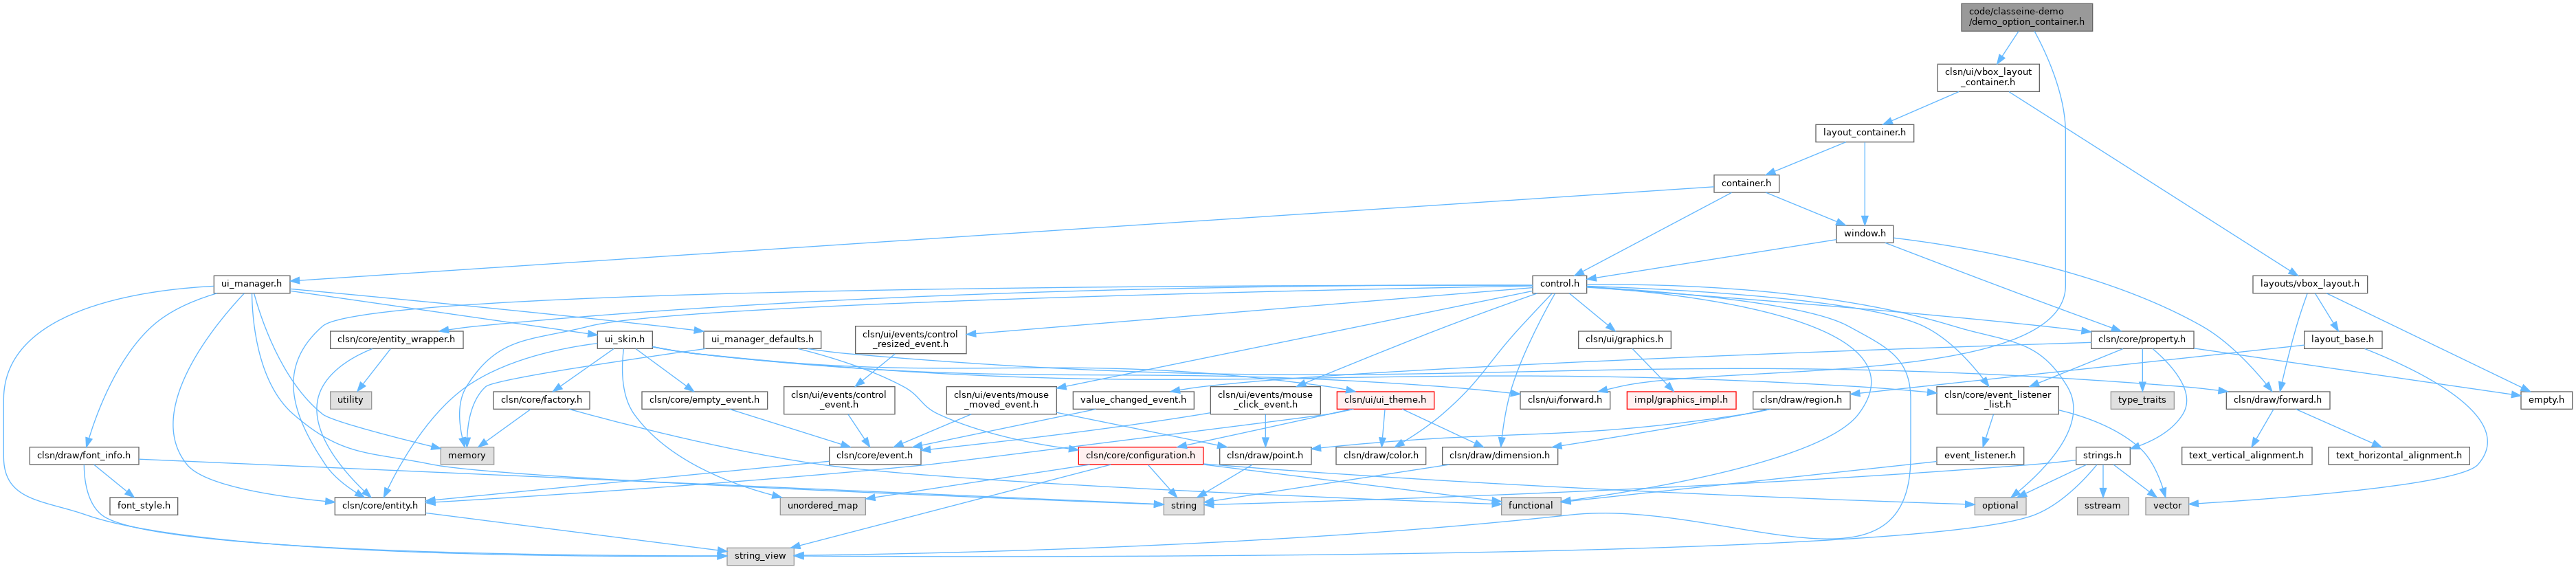 code/classeine-demo
/demo_option_container.h
clsn/ui/vbox_layout
_container.h
layout_container.h
container.h
window.h
ui_manager.h
control.h
layouts/vbox_layout.h
clsn/core/entity_wrapper.h
ui_skin.h
ui_manager_defaults.h
clsn/ui/events/control
_resized_event.h
clsn/ui/graphics.h
clsn/core/property.h
layout_base.h
utility
clsn/core/factory.h
clsn/core/empty_event.h
clsn/ui/events/control
_event.h
clsn/ui/events/mouse
_moved_event.h
value_changed_event.h
clsn/ui/events/mouse
_click_event.h
clsn/ui/ui_theme.h
clsn/ui/forward.h
impl/graphics_impl.h
clsn/draw/region.h
clsn/core/event_listener
_list.h
type_traits
clsn/draw/forward.h
empty.h
clsn/draw/font_info.h
memory
clsn/core/event.h
clsn/core/configuration.h
clsn/draw/point.h
clsn/draw/color.h
clsn/draw/dimension.h
event_listener.h
strings.h
text_vertical_alignment.h
text_horizontal_alignment.h
font_style.h
clsn/core/entity.h
unordered_map
string
functional
optional
sstream
vector
string_view